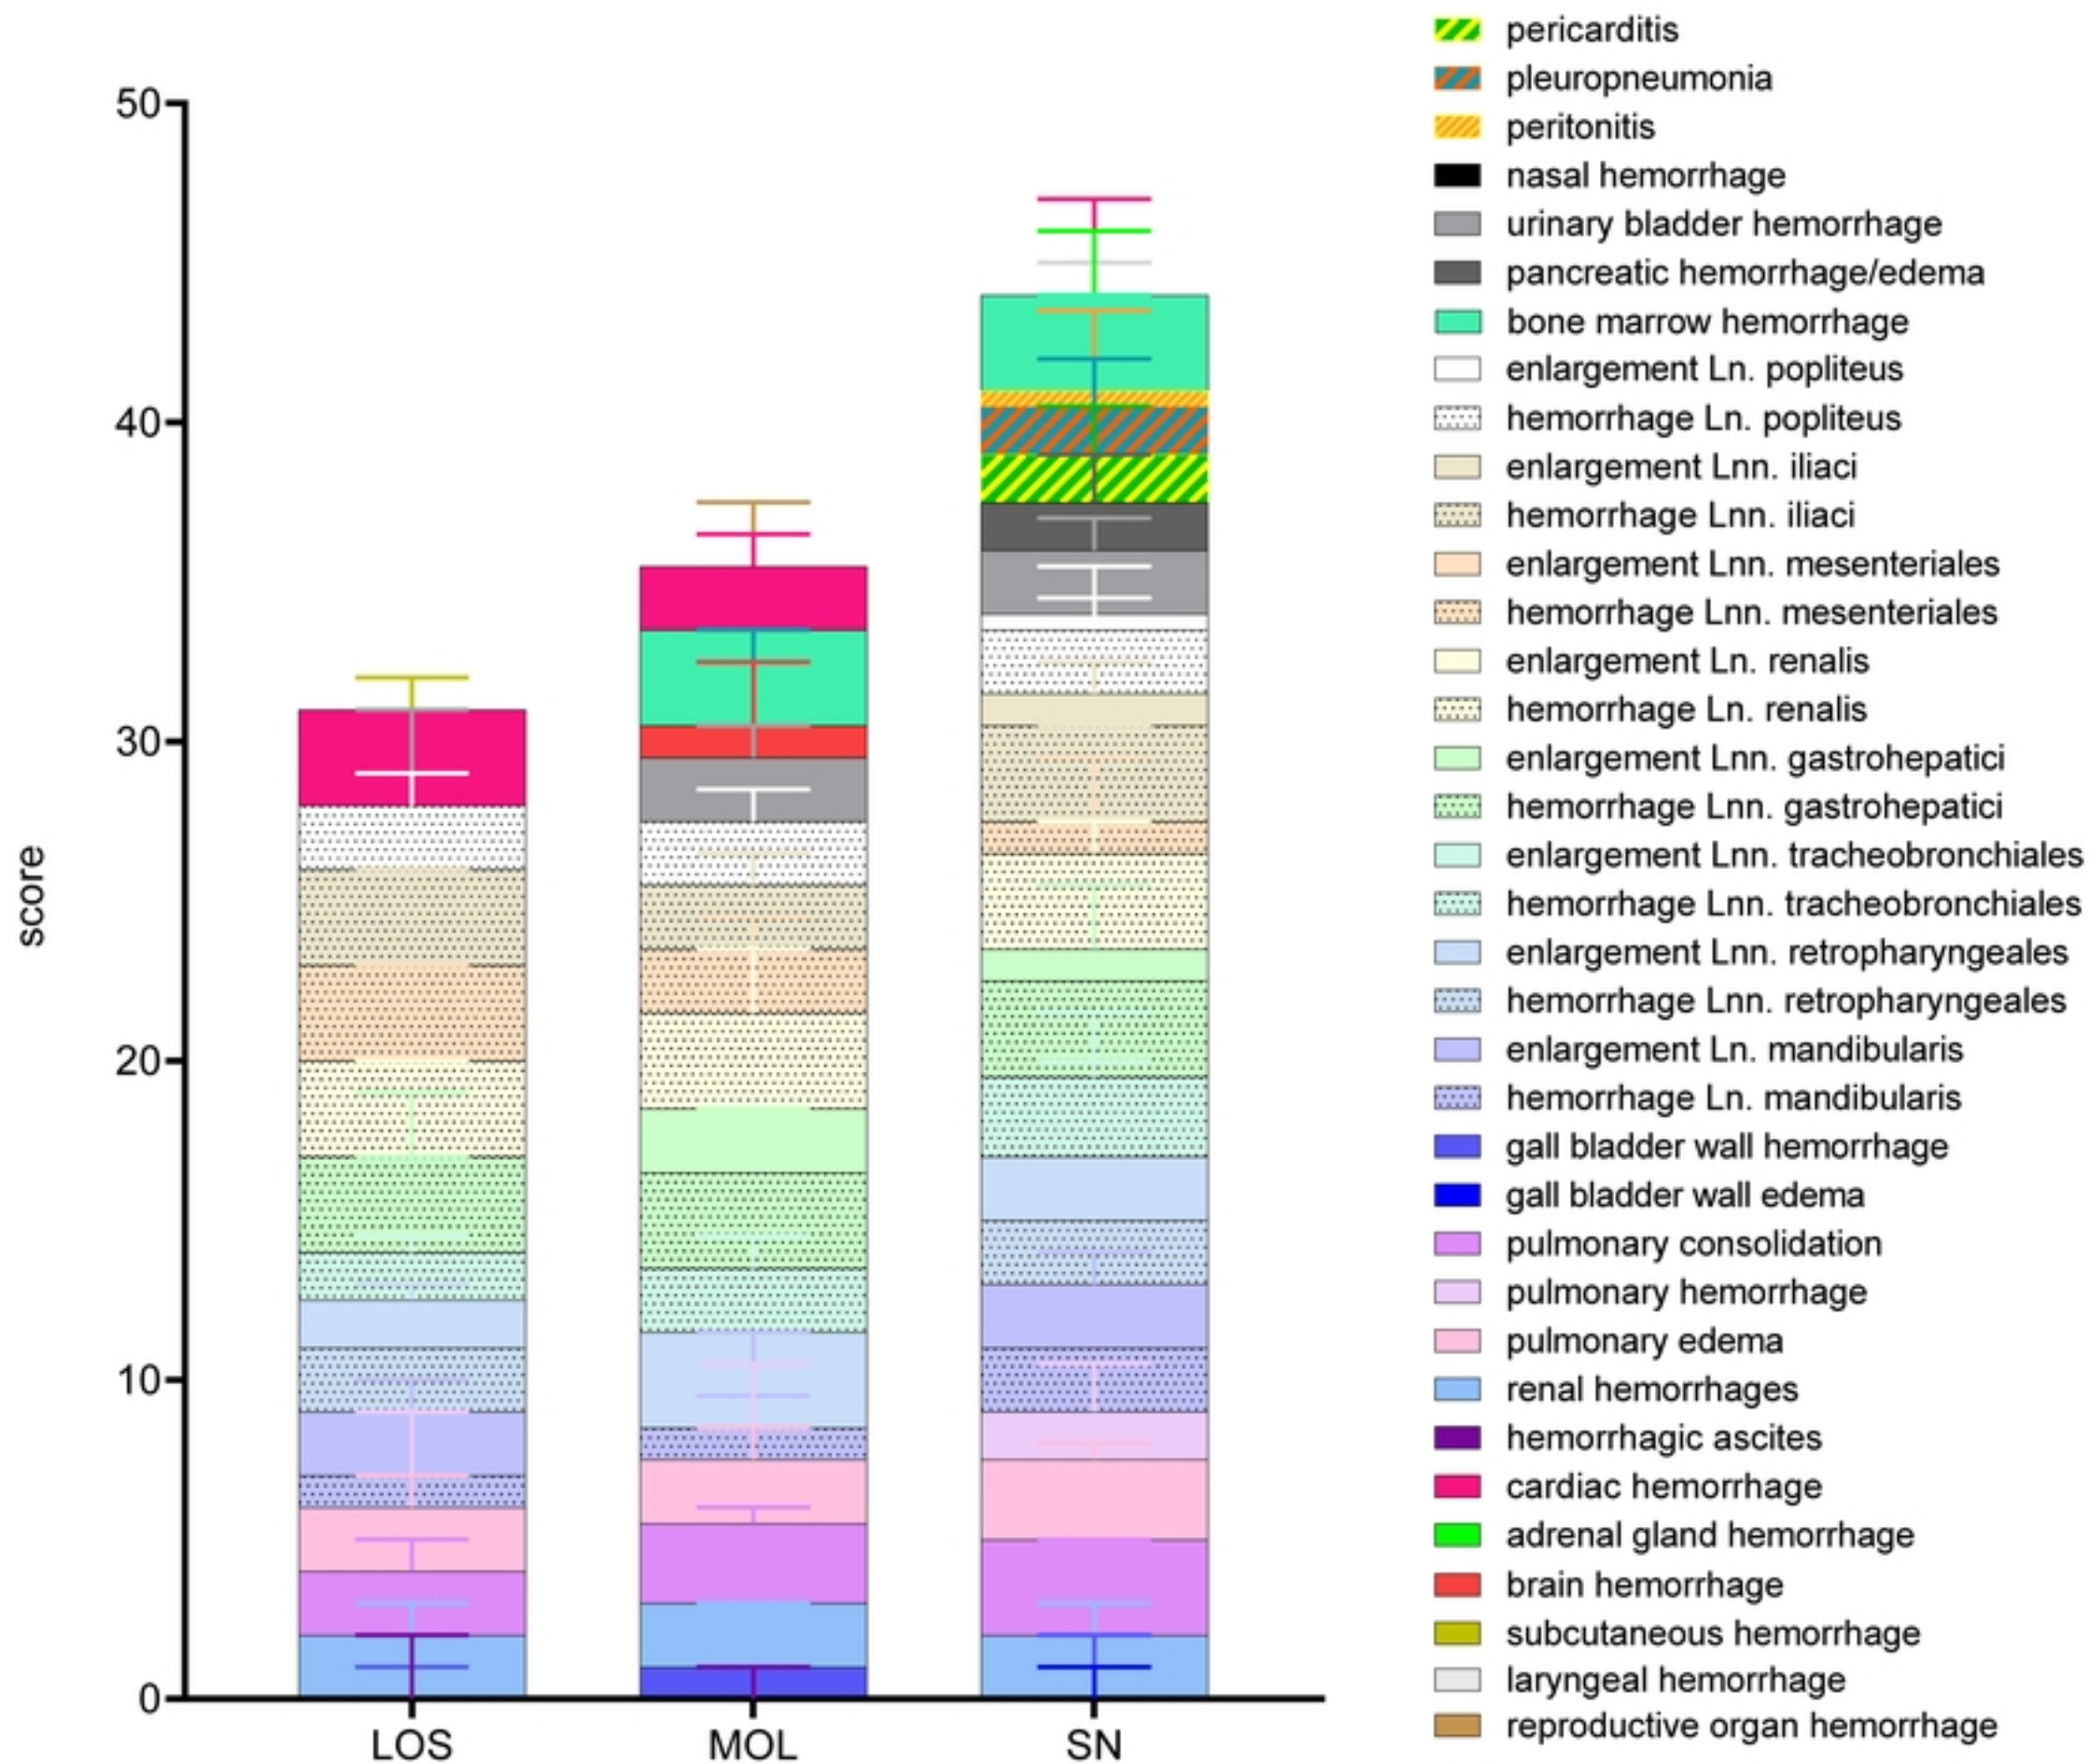 score
50
40
30
20
10
0
LOS
MOL
SN
pericarditis
pleuropneumonia
peritonitis
nasal hemorrhage
urinary bladder hemorrhage
pancreatic hemorrhage/edema
bone marrow hemorrhage
enlargement Ln. popliteus
hemorrhage Ln. popliteus
enlargement Lnn. iliaci
hemorrhage Lnn. iliaci
enlargement Lnn. mesenteriales
hemorrhage Lnn. mesenteriales
enlargement Ln. renalis
hemorrhage Ln. renalis
enlargement Lnn. gastrohepatici
hemorrhage Lnn. gastrohepatici
enlargement Lnn. tracheobronchiales
hemorrhage Lnn. tracheobronchiales
enlargement Lnn. retropharyngeales
hemorrhage Lnn. retropharyngeales
enlargement Ln. mandibularis
hemorrhage Ln. mandibularis
gall bladder wall hemorrhage
gall bladder wall edema
pulmonary consolidation
pulmonary hemorrhage
pulmonary edema
renal hemorrhages
hemorrhagic ascites
cardiac hemorrhage
adrenal gland hemorrhage
brain hemorrhage
subcutaneous hemorrhage
laryngeal hemorrhage
reproductive organ hemorrhage